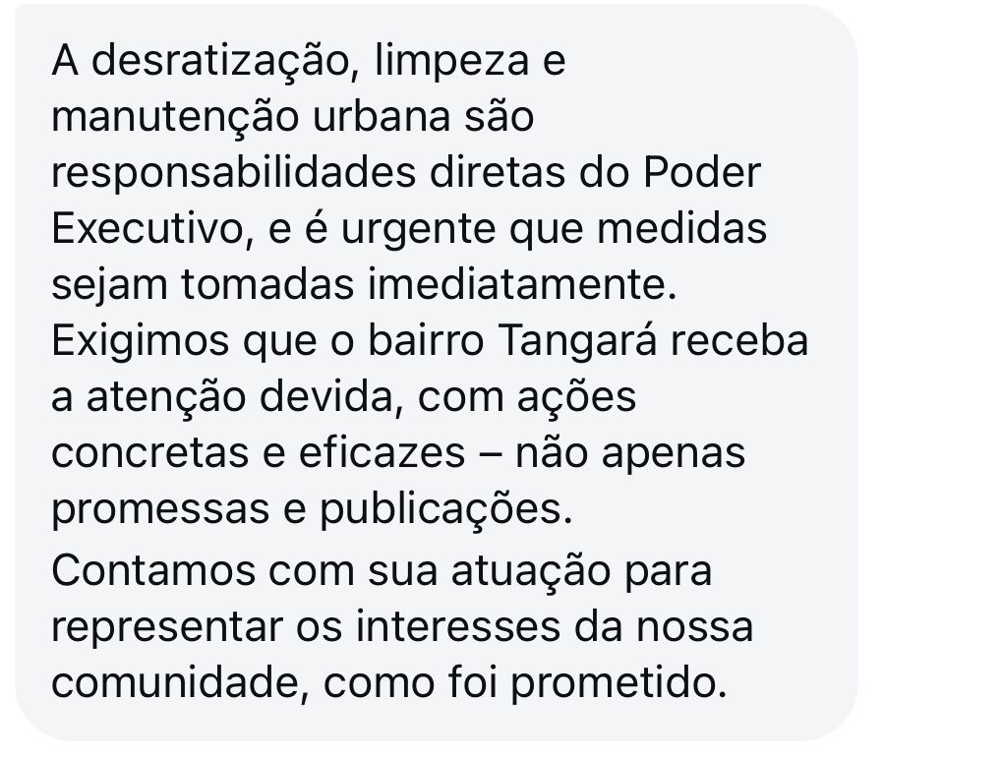 A desratização, limpeza e
manutenção urbana são
responsabilidades diretas do Poder
Executivo, e é urgente que medidas
sejam tomadas imediatamente.
Exigimos que o bairro Tangará receba
a atenção devida, com ações
concretas e eficazes – não apenas
promessas e publicações.
Contamos com sua atuação para
representar os interesses da nossa
comunidade, como foi prometido.